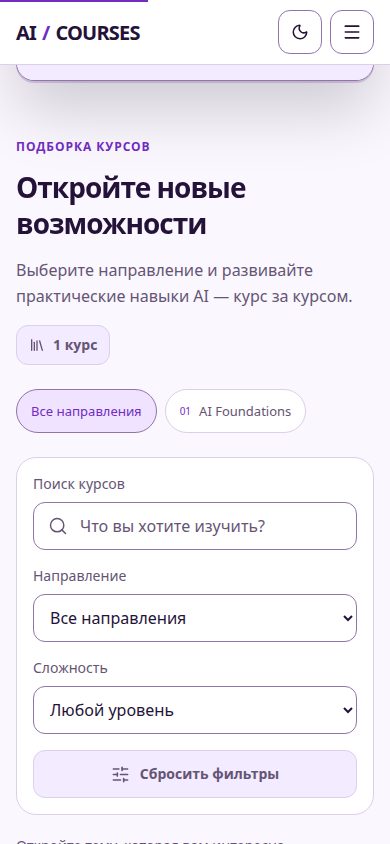 AI / COURSES
ПОДБОРКА КУРСОВ
Откройте новые
возможности
Выберите направление и развивайте
практические навыки AI — курс за курсом.
1 курс
Все направления
01 AI Foundations
Поиск курсов
Что вы хотите изучить?
Направление
Все направления
Сложность
Любой уровень
Сбросить фильтры